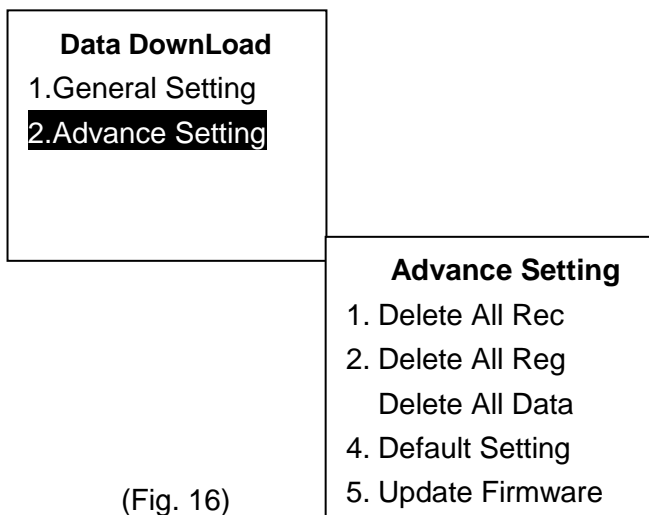 Data DownLoad
1.General Setting
2.Advance Setting
Advance Setting
1. Delete All Rec
2. Delete All Reg
Delete All Data
4. Default Setting
5. Update Firmware
(Fig. 16)